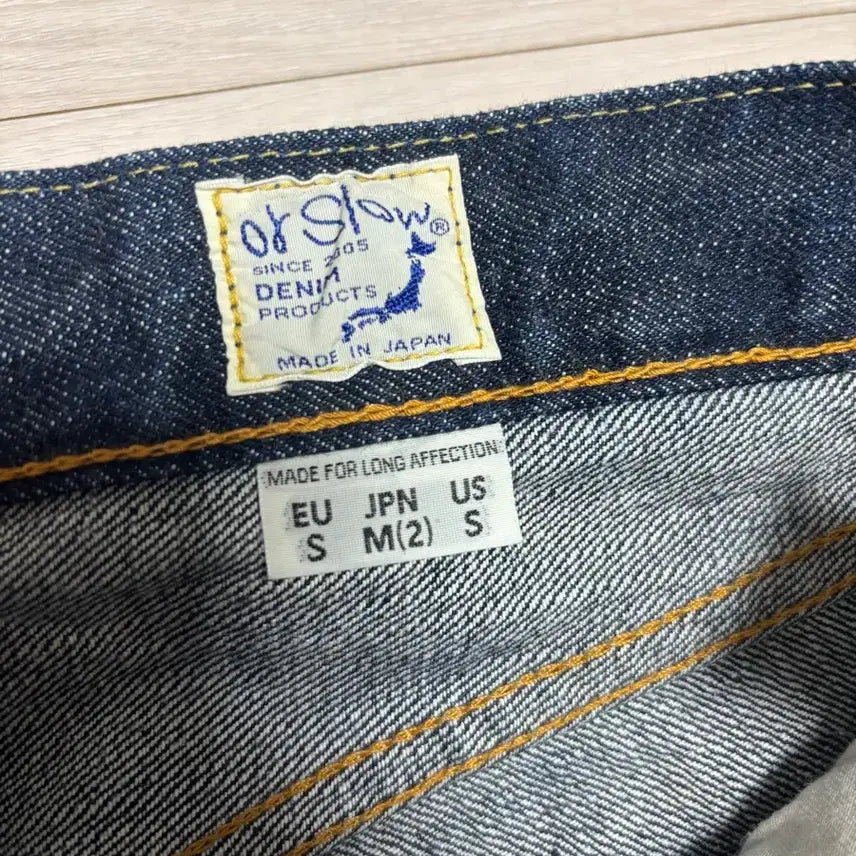 or Slow®
SINCE 2005
DENIM
PRODUCTS
MADE IN JAPAN
MADE FOR LONG AFFECTION
EU JPN US
S M(2) S